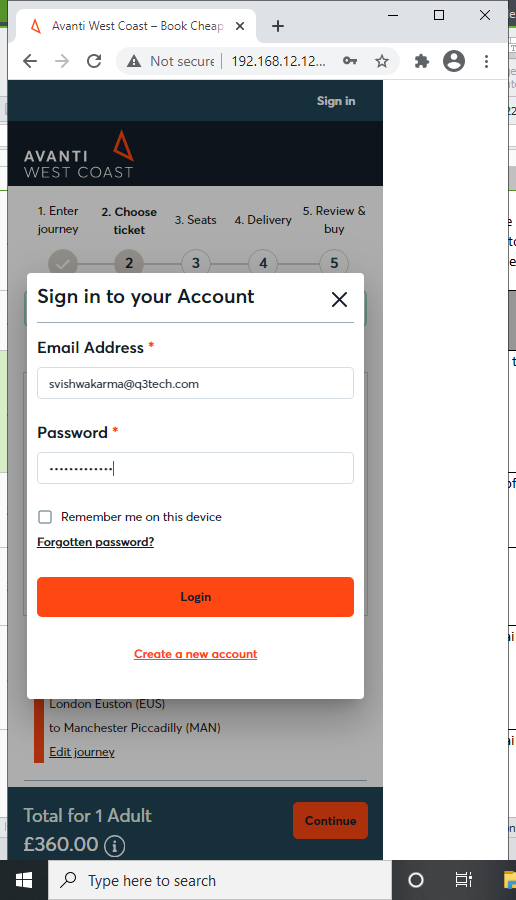 Avanti West Coast – Book Cheap
Not secure
192.168.12.12...
Sign in
AVANTI
WEST COAST
1. Enter journey
2. Choose ticket
3. Seats
4. Delivery
5. Review & buy
2
3
4
5
Sign in to your Account
Email Address *
svishwakarma@q3tech.com
Password *
•••••••••••••
Remember me on this device
Forgotten password?
Login
Create a new account
London Euston (EUS)
to Manchester Piccadilly (MAN)
Edit journey
Total for 1 Adult
£360.00
Continue
Type here to search